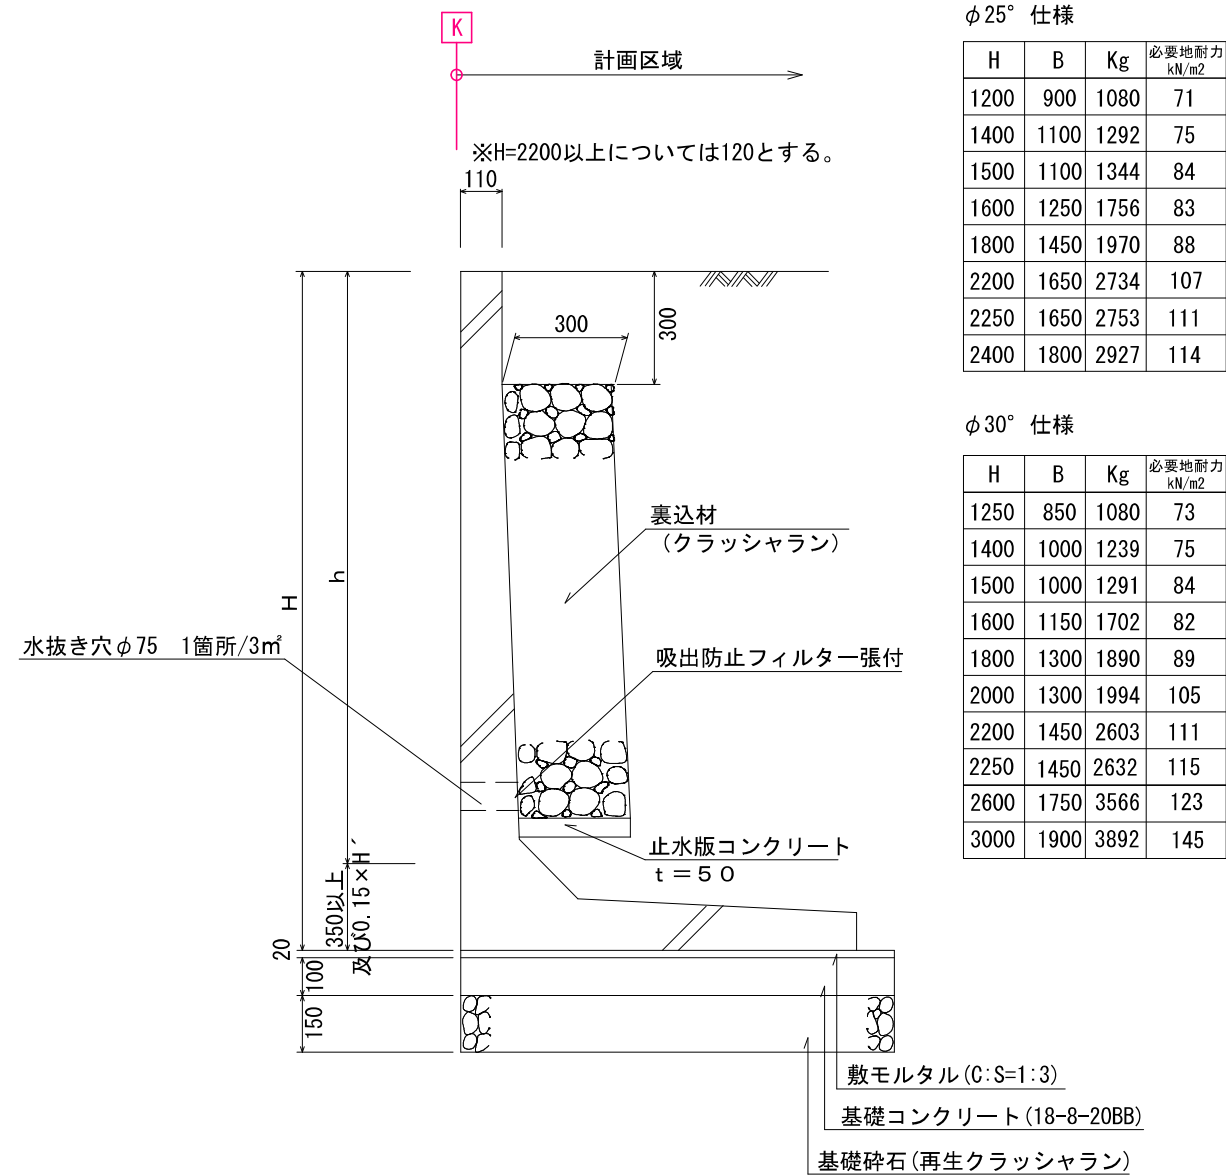 K
計画区域
※H=2200以上については120とする。
110
300
300
裏込材
(クラッシャラン)
H
h
水抜き穴φ75 1箇所/3㎡
吸出防止フィルター張付
止水版コンクリート
t=50
350以上
及び0.15×H´
20
100
150
敷モルタル(C:S=1:3)
基礎コンクリート(18-8-20BB)
基礎砕石(再生クラッシャラン)
φ25° 仕様
H B Kg 必要地耐力 kN/m2
1200 900 1080 71
1400 1100 1292 75
1500 1100 1344 84
1600 1250 1756 83
1800 1450 1970 88
2200 1650 2734 107
2250 1650 2753 111
2400 1800 2927 114
φ30° 仕様
H B Kg 必要地耐力 kN/m2
1250 850 1080 73
1400 1000 1239 75
1500 1000 1291 84
1600 1150 1702 82
1800 1300 1890 89
2000 1300 1994 105
2200 1450 2603 111
2250 1450 2632 115
2600 1750 3566 123
3000 1900 3892 145